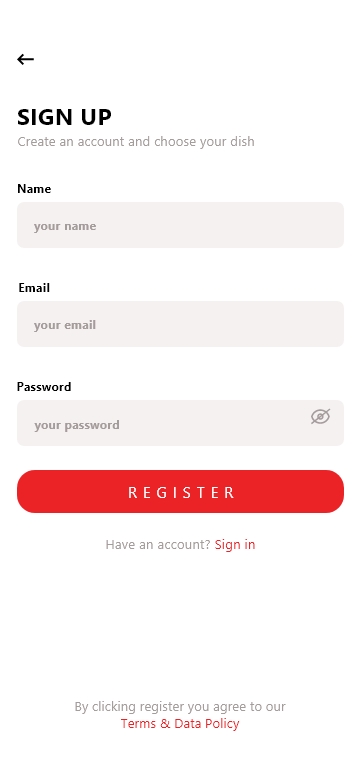 SIGN UP
Create an account and choose your dish
Name
your name
Email
your email
Password
your password
REGISTER
Have an account? Sign in
By clicking register you agree to our
Terms & Data Policy